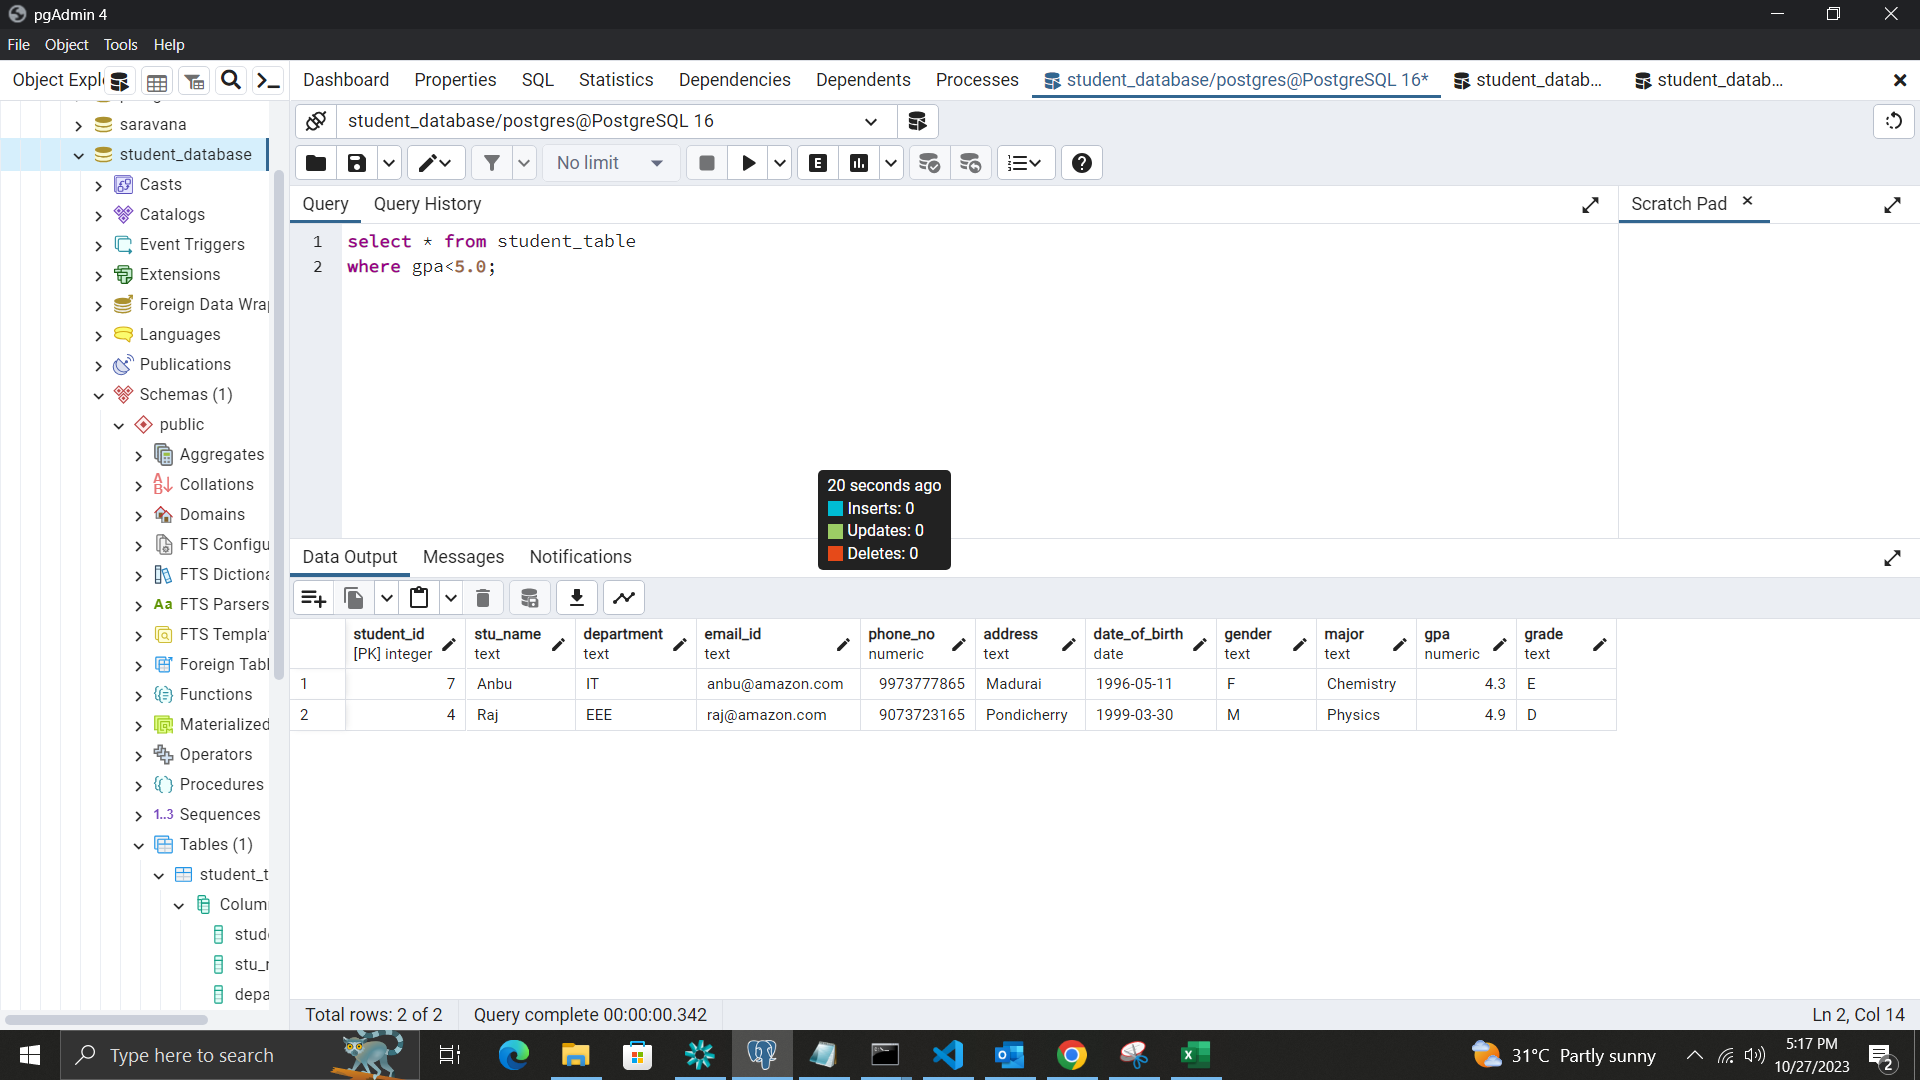 pgAdmin 4
File Object Tools Help
Object Explo
Dashboard Properties SQL Statistics Dependencies Dependents Processes student_database/postgres@PostgreSQL 16* student_datab... student_datab...
student_database/postgres@PostgreSQL 16
No limit
E
Query Query History
Scratch Pad
1 select * from student_table
2 where gpa<5.0;
saravana
student_database
Casts
Catalogs
Event Triggers
Extensions
Foreign Data Wrap
Languages
Publications
Schemas (1)
public
Aggregates
Collations
Domains
FTS Configu
FTS Dictiona
Aa FTS Parsers
FTS Templat
Foreign Tabl
Functions
Materialized
Operators
Procedures
1..3 Sequences
Tables (1)
student_t
Colum
stude
stu_n
depa
20 seconds ago
Inserts: 0
Updates: 0
Deletes: 0
Data Output Messages Notifications
student_id stu_name department email_id phone_no address date_of_birth gender major gpa grade
[PK] integer text text text numeric text date text text numeric text
1 7 Anbu IT anbu@amazon.com 9973777865 Madurai 1996-05-11 F Chemistry 4.3 E
2 4 Raj EEE raj@amazon.com 9073723165 Pondicherry 1999-03-30 M Physics 4.9 D
Total rows: 2 of 2 Query complete 00:00:00.342 Ln 2, Col 14
Type here to search
31°C Partly sunny
5:17 PM
10/27/2023
2